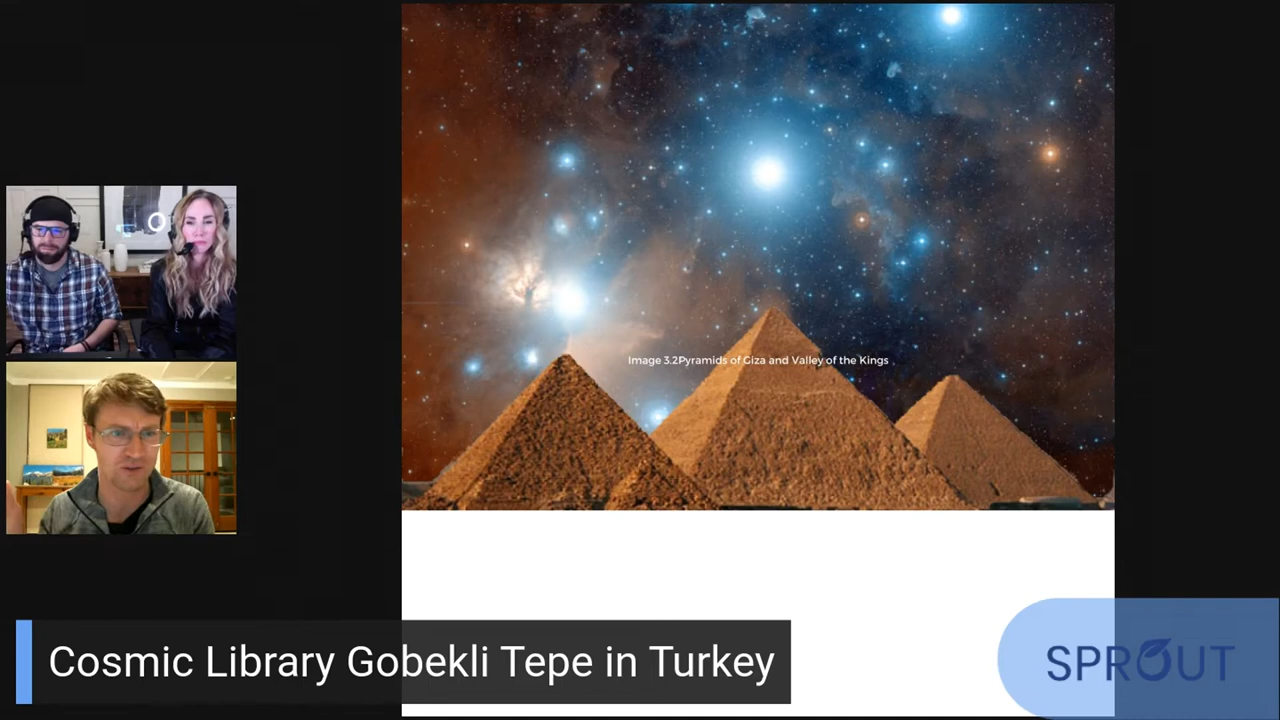 Image 3.2Pyramids of Giza and Valley of the Kings
Cosmic Library Gobekli Tepe in Turkey
SPROUT